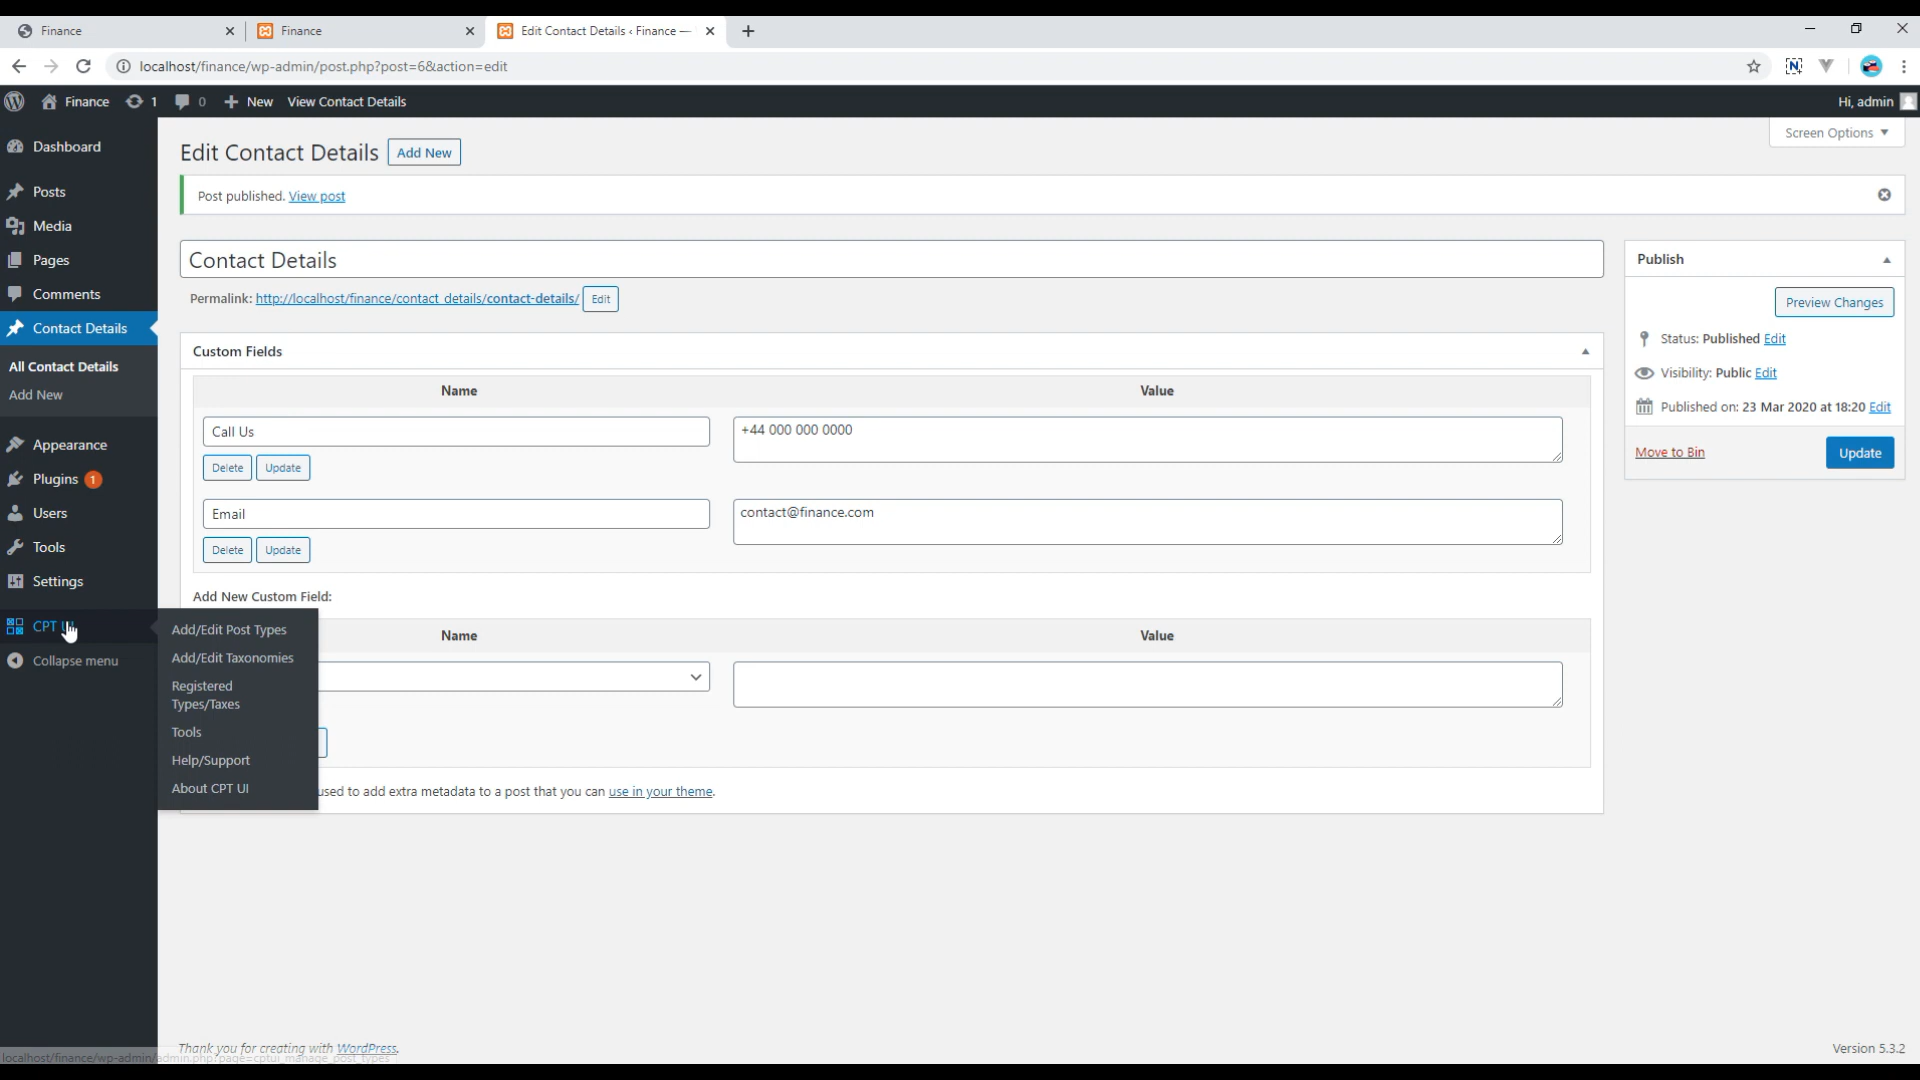 Finance
Finance
Edit Contact Details ‹ Finance —
localhost/finance/wp-admin/post.php?post=6&action=edit
Finance
1
0
New
View Contact Details
Hi, admin
Dashboard
Posts
Media
Pages
Comments
Contact Details
All Contact Details
Add New
Appearance
Plugins 1
Users
Tools
Settings
CPT
Collapse menu
Add/Edit Post Types
Add/Edit Taxonomies
Registered
Types/Taxes
Tools
Help/Support
About CPT UI
Screen Options
Edit Contact Details
Add New
Post published. View post
Contact Details
Permalink: http://localhost/finance/contact_details/contact-details/ Edit
Custom Fields
Name Value
Call Us +44 000 000 0000
Delete Update
Email contact@finance.com
Delete Update
Add New Custom Field:
Name Value
used to add extra metadata to a post that you can use in your theme.
Publish
Preview Changes
Status: Published Edit
Visibility: Public Edit
Published on: 23 Mar 2020 at 18:20 Edit
Move to Bin
Update
Thank you for creating with WordPress.
localhost/finance/wp-admin/admin.php?page=cptui_manage_post_types
Version 5.3.2